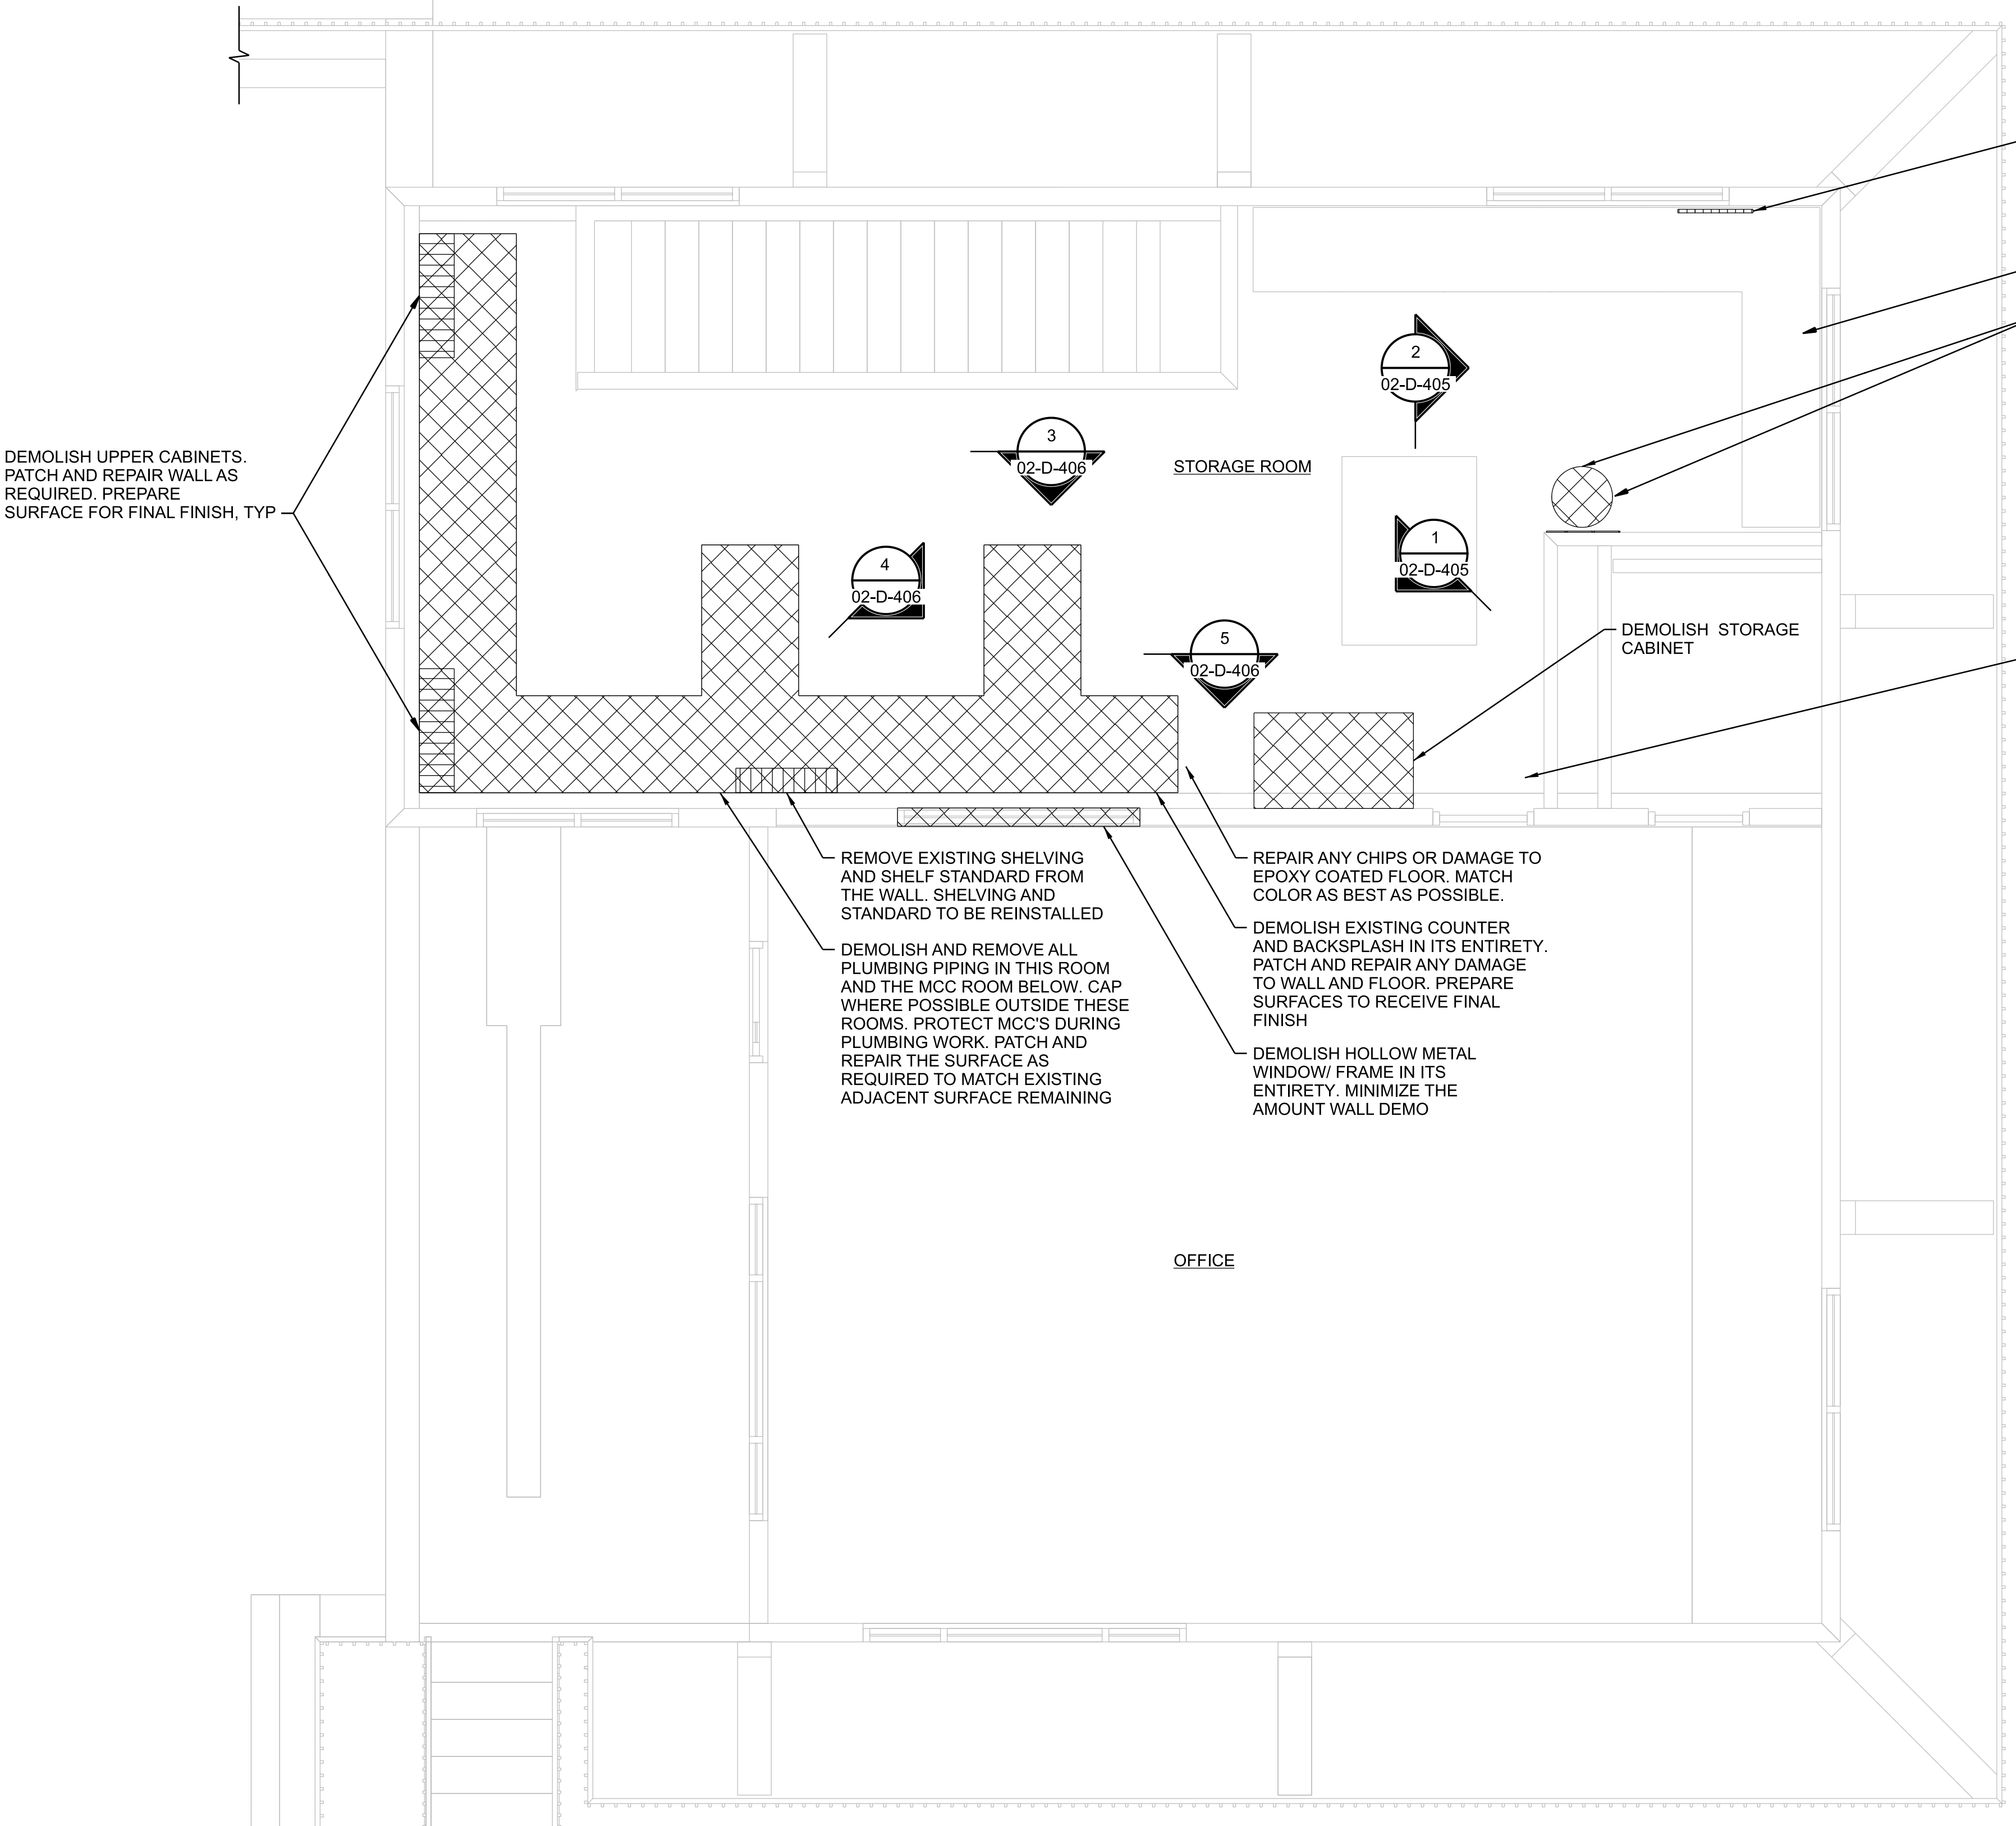 2
02-D-405
3
02-D-406
STORAGE ROOM
DEMOLISH UPPER CABINETS.
PATCH AND REPAIR WALL AS
REQUIRED. PREPARE
SURFACE FOR FINAL FINISH, TYP
1
02-D-405
4
02-D-406
5
02-D-406
DEMOLISH STORAGE
CABINET
REMOVE EXISTING SHELVING
AND SHELF STANDARD FROM
THE WALL. SHELVING AND
STANDARD TO BE REINSTALLED
DEMOLISH AND REMOVE ALL
PLUMBING PIPING IN THIS ROOM
AND THE MCC ROOM BELOW. CAP
WHERE POSSIBLE OUTSIDE THESE
ROOMS. PROTECT MCC'S DURING
PLUMBING WORK. PATCH AND
REPAIR THE SURFACE AS
REQUIRED TO MATCH EXISTING
ADJACENT SURFACE REMAINING
REPAIR ANY CHIPS OR DAMAGE TO
EPOXY COATED FLOOR. MATCH
COLOR AS BEST AS POSSIBLE.
DEMOLISH EXISTING COUNTER
AND BACKSPLASH IN ITS ENTIRETY.
PATCH AND REPAIR ANY DAMAGE
TO WALL AND FLOOR. PREPARE
SURFACES TO RECEIVE FINAL
FINISH
DEMOLISH HOLLOW METAL
WINDOW/ FRAME IN ITS
ENTIRETY. MINIMIZE THE
AMOUNT WALL DEMO
OFFICE